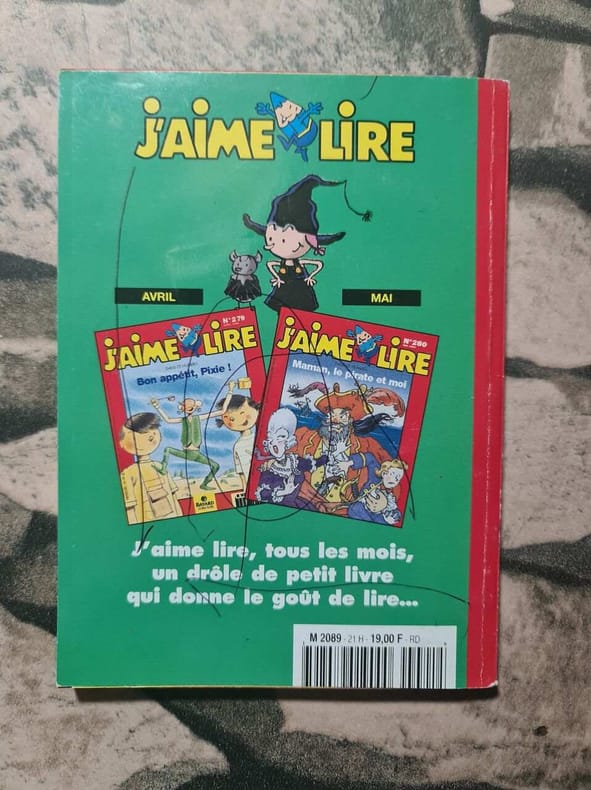 J'AIME LIRE
AVRIL
MAI
N°279
J'AIME LIRE
Bon appétit, Pixie !
BAYARD
N°280
J'AIME LIRE
Maman, le pirate et moi
J'aime lire, tous les mois,
un drôle de petit livre
qui donne le goût de lire...
M 2089 - 21 H - 19,00 F - RD